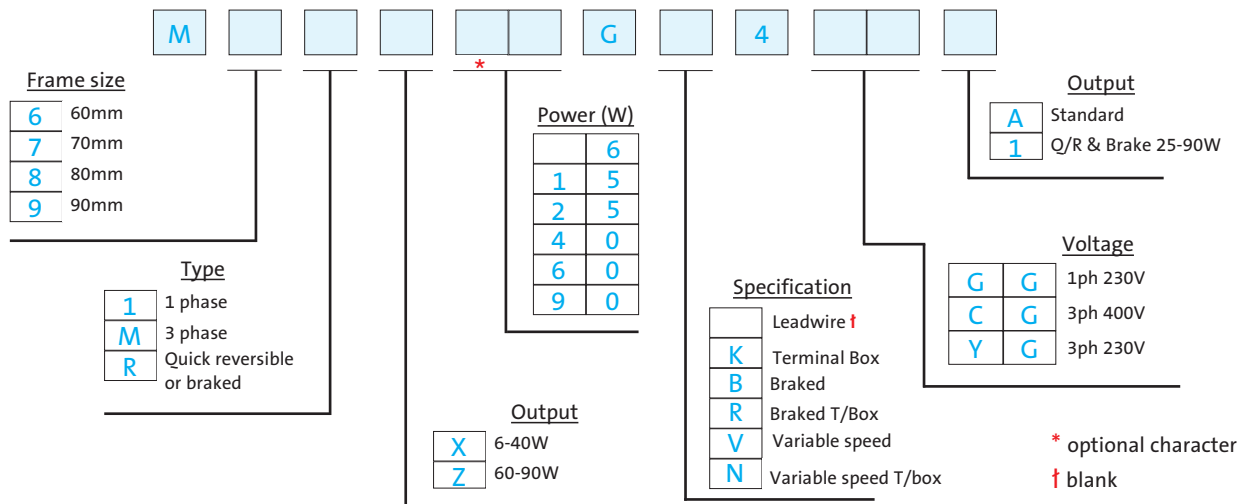 M G 4
*
Frame size
6 60mm
7 70mm
8 80mm
9 90mm
Type
1 1 phase
M 3 phase
R Quick reversible
or braked
Output
X 6-40W
Z 60-90W
Power (W)
6
1 5
2 5
4 0
6 0
9 0
Specification
Leadwire ƚ
K Terminal Box
B Braked
R Braked T/Box
V Variable speed
N Variable speed T/box
Output
A Standard
1 Q/R & Brake 25-90W
Voltage
G G 1ph 230V
C G 3ph 400V
Y G 3ph 230V
* optional character
ƚ blank